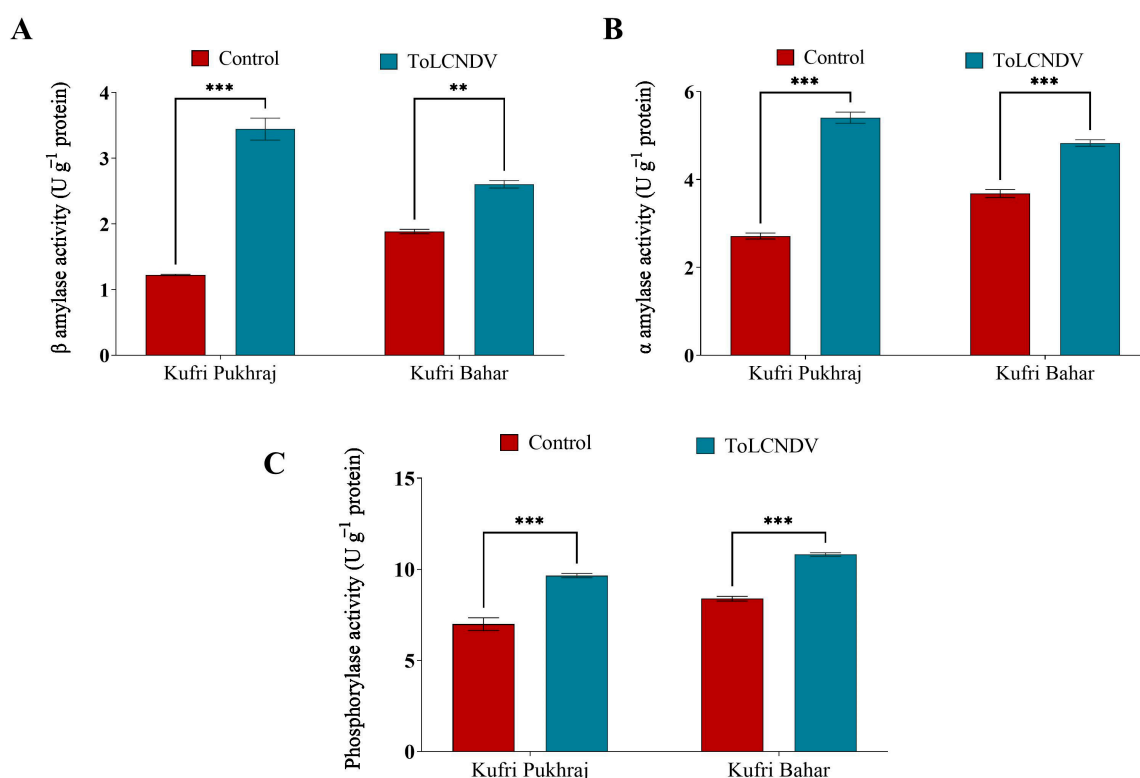 A
Control
ToLCNDV
β amylase activity (U g⁻¹ protein)
4
3
2
1
0
***
**
Kufri Pukhraj
Kufri Bahar
B
Control
ToLCNDV
α amylase activity (U g⁻¹ protein)
6
4
2
0
***
***
Kufri Pukhraj
Kufri Bahar
C
Control
ToLCNDV
Phosphorylase activity (U g⁻¹ protein)
15
10
5
0
***
***
Kufri Pukhraj
Kufri Bahar